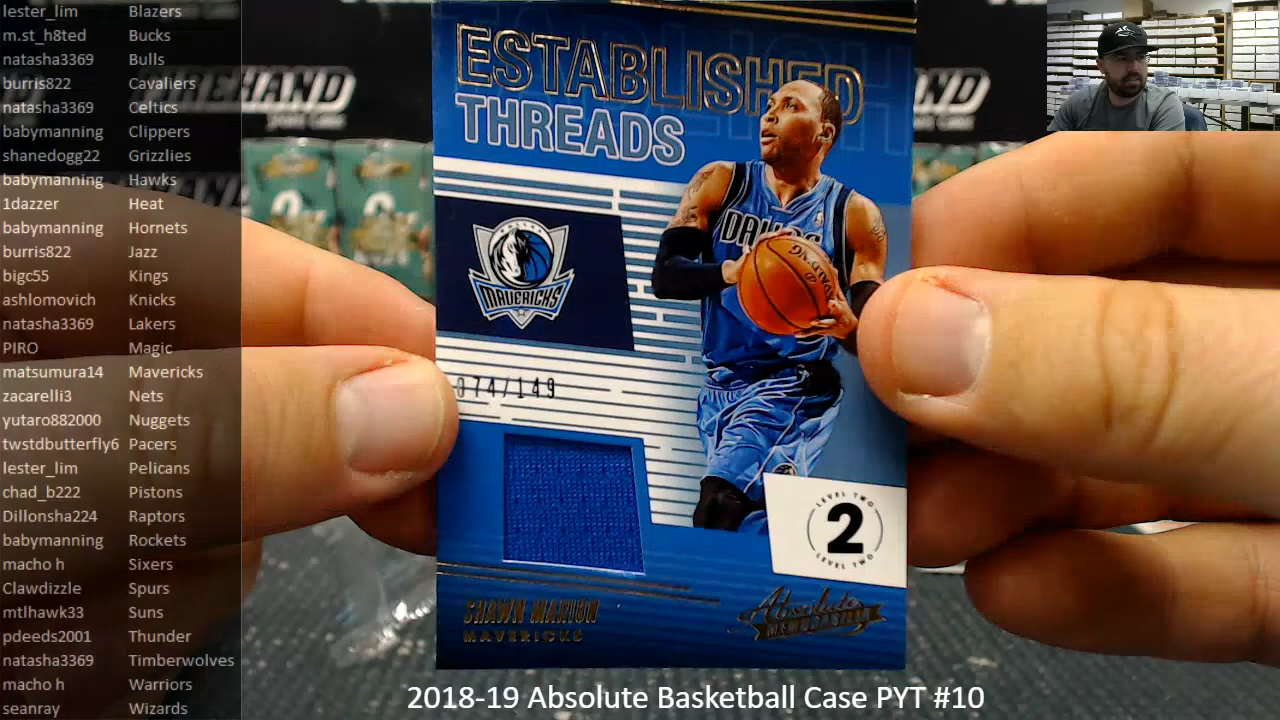 lester_lim Blazers
m.st_h8ted Bucks
natasha3369 Bulls
burris822 Cavaliers
natasha3369 Celtics
babymanning Clippers
shanedogg22 Grizzlies
babymanning Hawks
1dazzer Heat
babymanning Hornets
burris822 Jazz
bigc55 Kings
ashlomovich Knicks
natasha3369 Lakers
PIRO Magic
matsumura14 Mavericks
zacarelli3 Nets
yutaro882000 Nuggets
twstdbutterfly6 Pacers
lester_lim Pelicans
chad_b222 Pistons
Dillonsha224 Raptors
babymanning Rockets
macho h Sixers
Clawdizzle Spurs
mtlhawk33 Suns
pdeeds2001 Thunder
natasha3369 Timberwolves
macho h Warriors
seanray Wizards
ESTABLISHED
THREADS
DALLAS
SPALDING
MAVERICKS
074/149
LEVEL TWO
2
LEVEL TWO
SHAWN MARION
MAVERICKS
Absolute
MEMORABILIA
2018-19 Absolute Basketball Case PYT #10